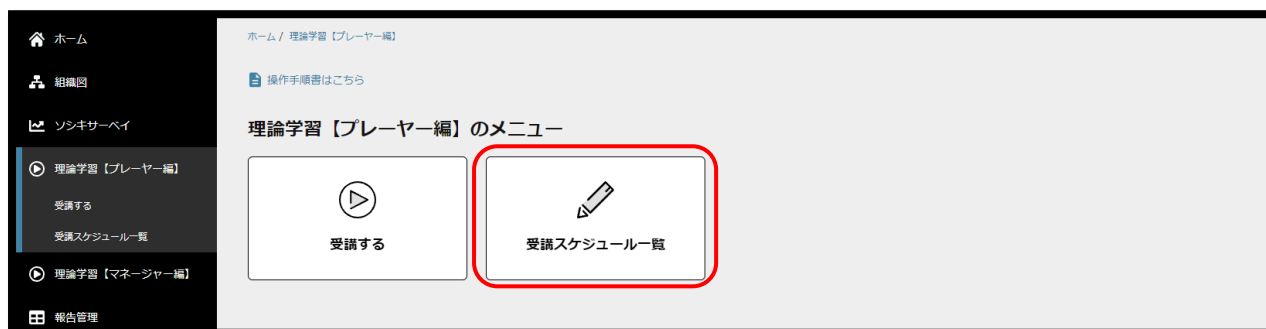 ホーム
組織図
ソシキサーベイ
理論学習【プレーヤー編】
受講する
受講スケジュール一覧
理論学習【マネージャー編】
報告管理
ホーム / 理論学習【プレーヤー編】
操作手順書はこちら
理論学習【プレーヤー編】のメニュー
受講する
受講スケジュール一覧